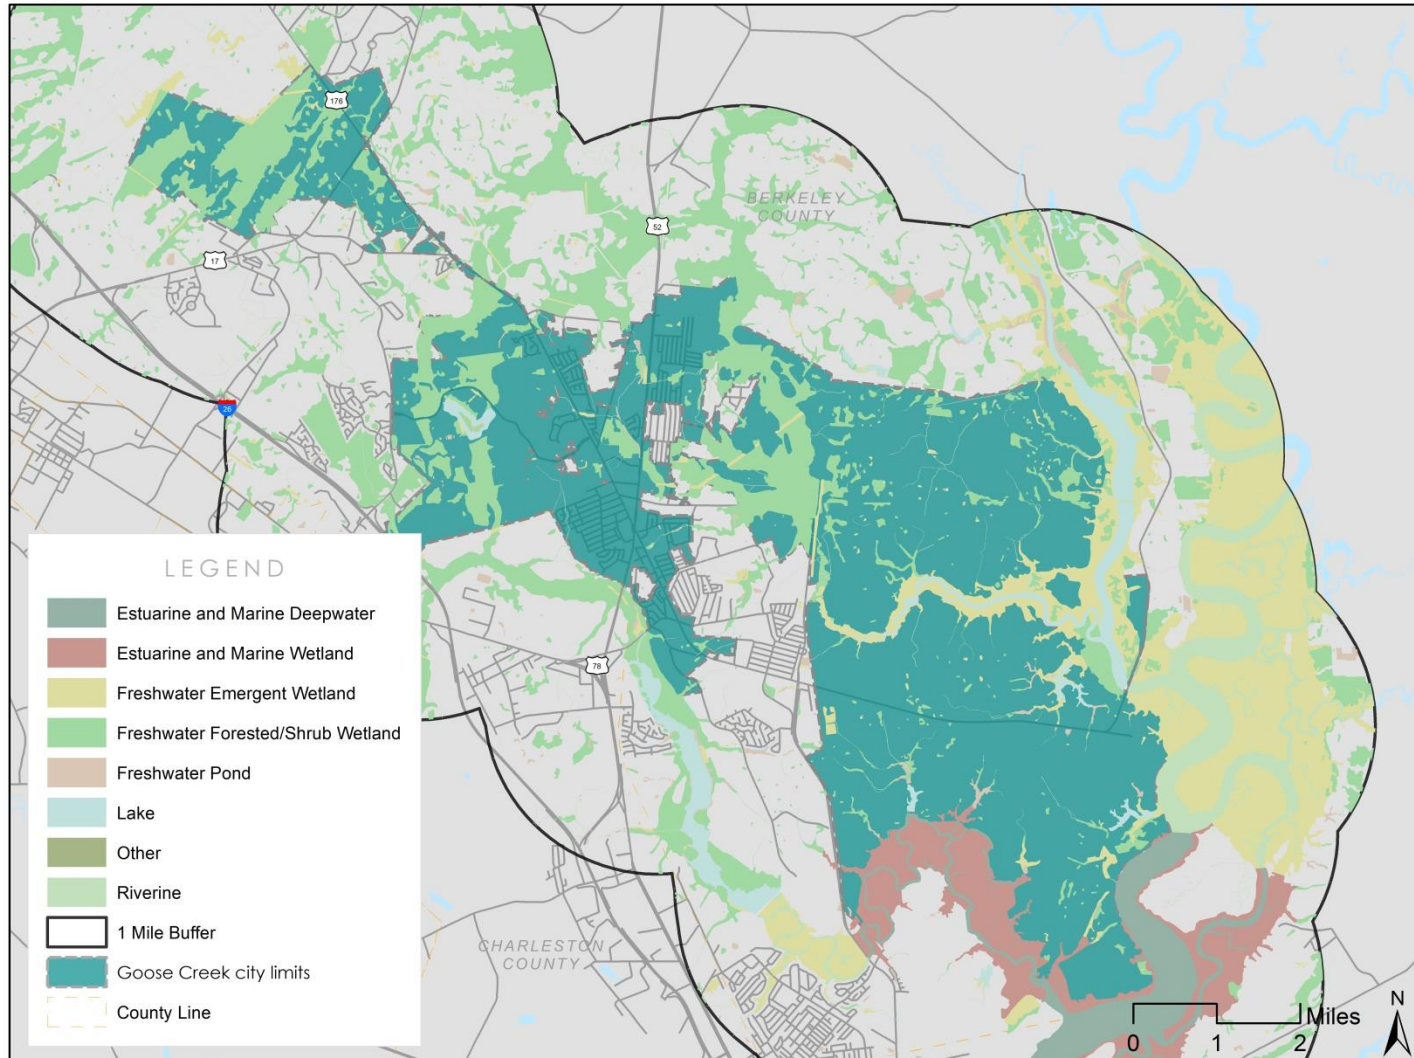 176
BERKELEY
COUNTY
52
17
26
LEGEND
Estuarine and Marine Deepwater
Estuarine and Marine Wetland
Freshwater Emergent Wetland
Freshwater Forested/Shrub Wetland
Freshwater Pond
Lake
Other
Riverine
1 Mile Buffer
Goose Creek city limits
County Line
78
CHARLESTON
COUNTY
N
Miles
0 1 2